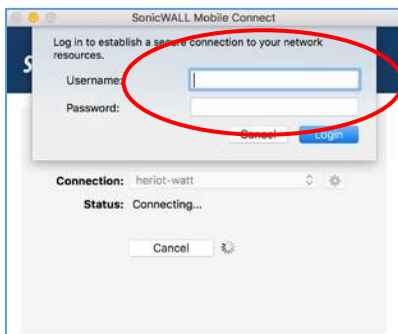 SonicWALL Mobile Connect
Log in to establish a secure connection to your network
resources.
Username:
Password:
Cancel Login
S
Connection: heriot-watt
Status: Connecting...
Cancel